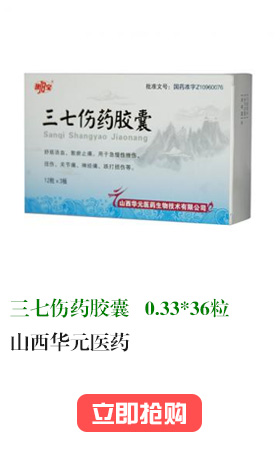 批准文号：国药准字Z10960076
三七伤药胶囊
Sanqi Shangyao Jiaonang
舒筋活血，散瘀止痛。用于急慢性挫伤、
扭伤、关节痛、神经痛、跌打损伤等。
12粒×3板
山西华元医药生物技术有限公司
三七伤药胶囊 0.33*36粒
山西华元医药
立即抢购